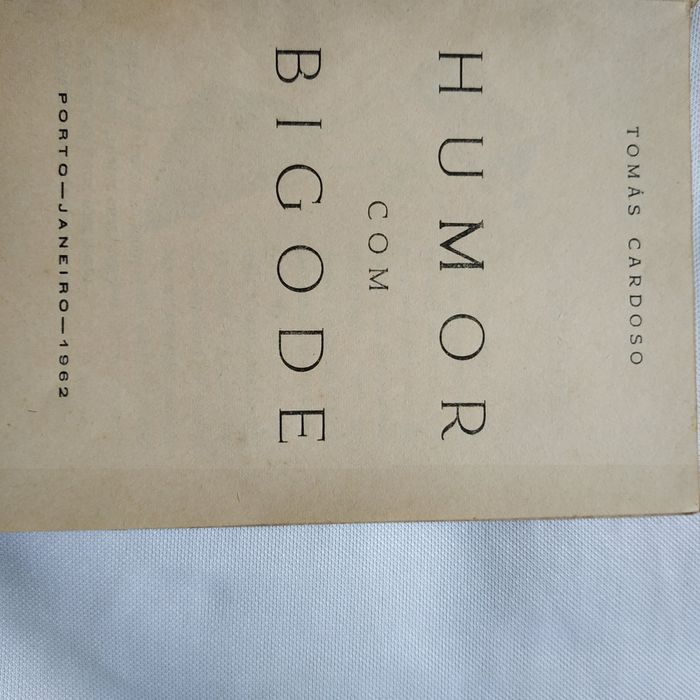 TOMÁS CARDOSO
HUMOR
COM
BIGODE
PORTO—JANEIRO—1962